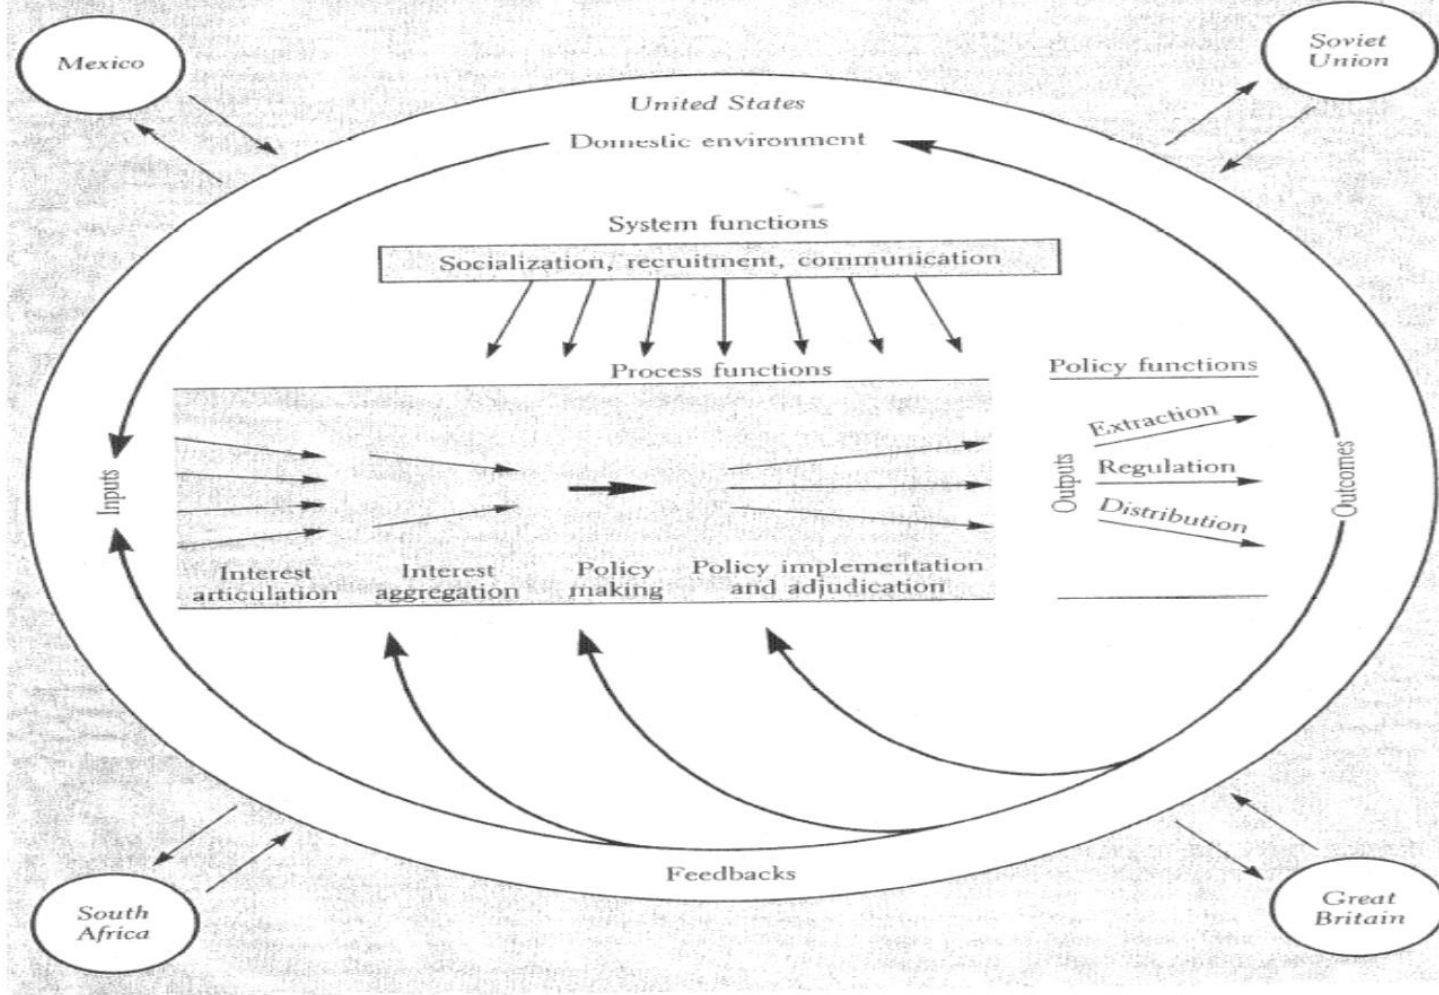 Mexico
Soviet
Union
United States
Domestic environment
System functions
Socialization, recruitment, communication
Process functions
Policy functions
Inputs
Interest
articulation
Interest
aggregation
Policy
making
Policy implementation
and adjudication
Outputs
Extraction
Regulation
Distribution
Outcomes
Feedbacks
South
Africa
Great
Britain